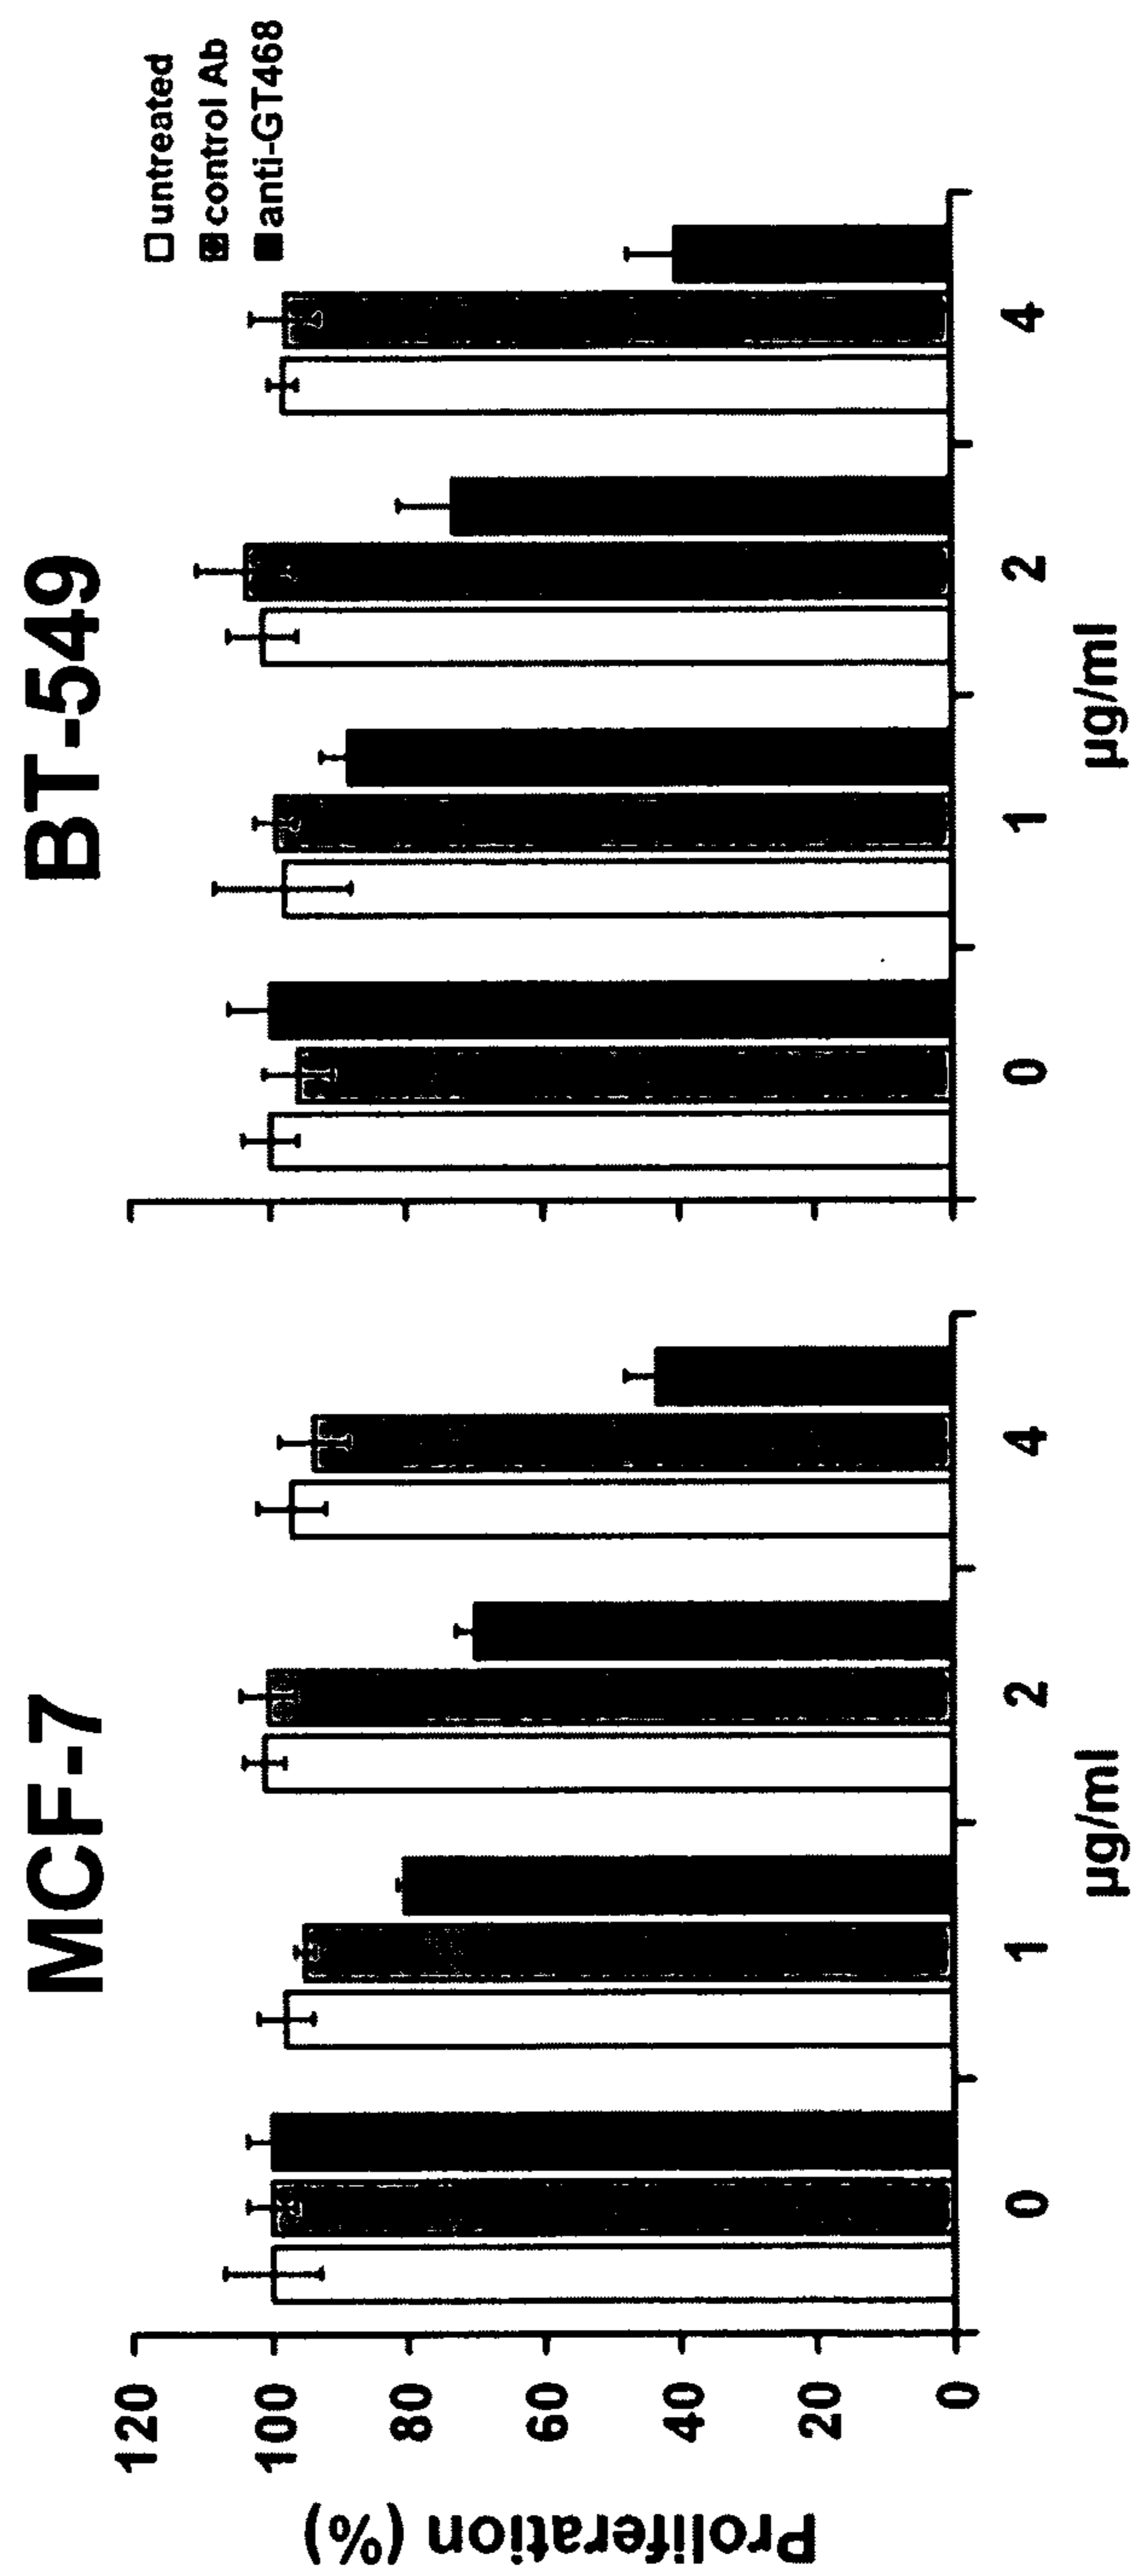 MCF-7
BT-549
untreated
control Ab
anti-GT468
Proliferation (%)
120
100
80
60
40
20
0
0 1 2 4
µg/ml
0 1 2 4
µg/ml